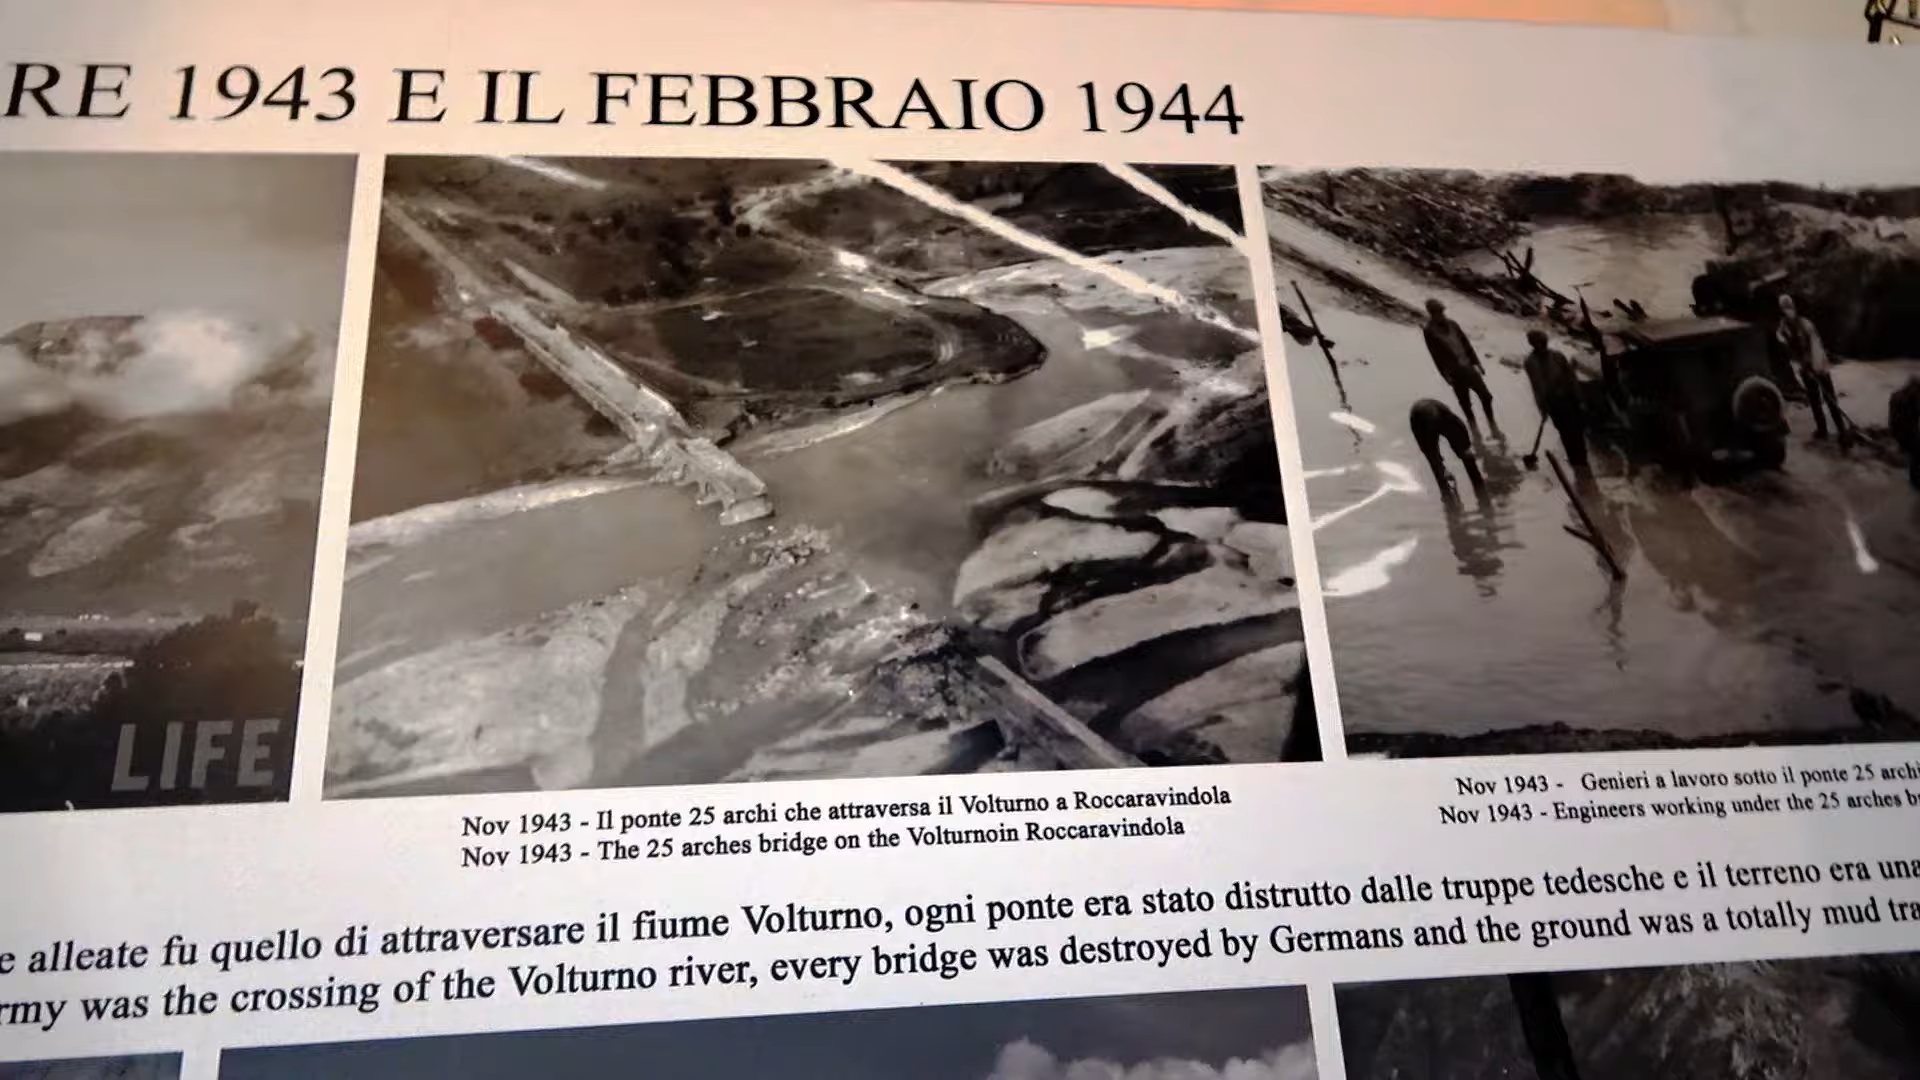 RE 1943 E IL FEBBRAIO 1944
LIFE
Nov 1943 - Il ponte 25 archi che attraversa il Volturno a Roccaravindola
Nov 1943 - The 25 arches bridge on the Volturnoin Roccaravindola
Nov 1943 - Genieri a lavoro sotto il ponte 25 archi
Nov 1943 - Engineers working under the 25 arches b
e alleate fu quello di attraversare il fiume Volturno, ogni ponte era stato distrutto dalle truppe tedesche e il terreno era una
rmy was the crossing of the Volturno river, every bridge was destroyed by Germans and the ground was a totally mud tra